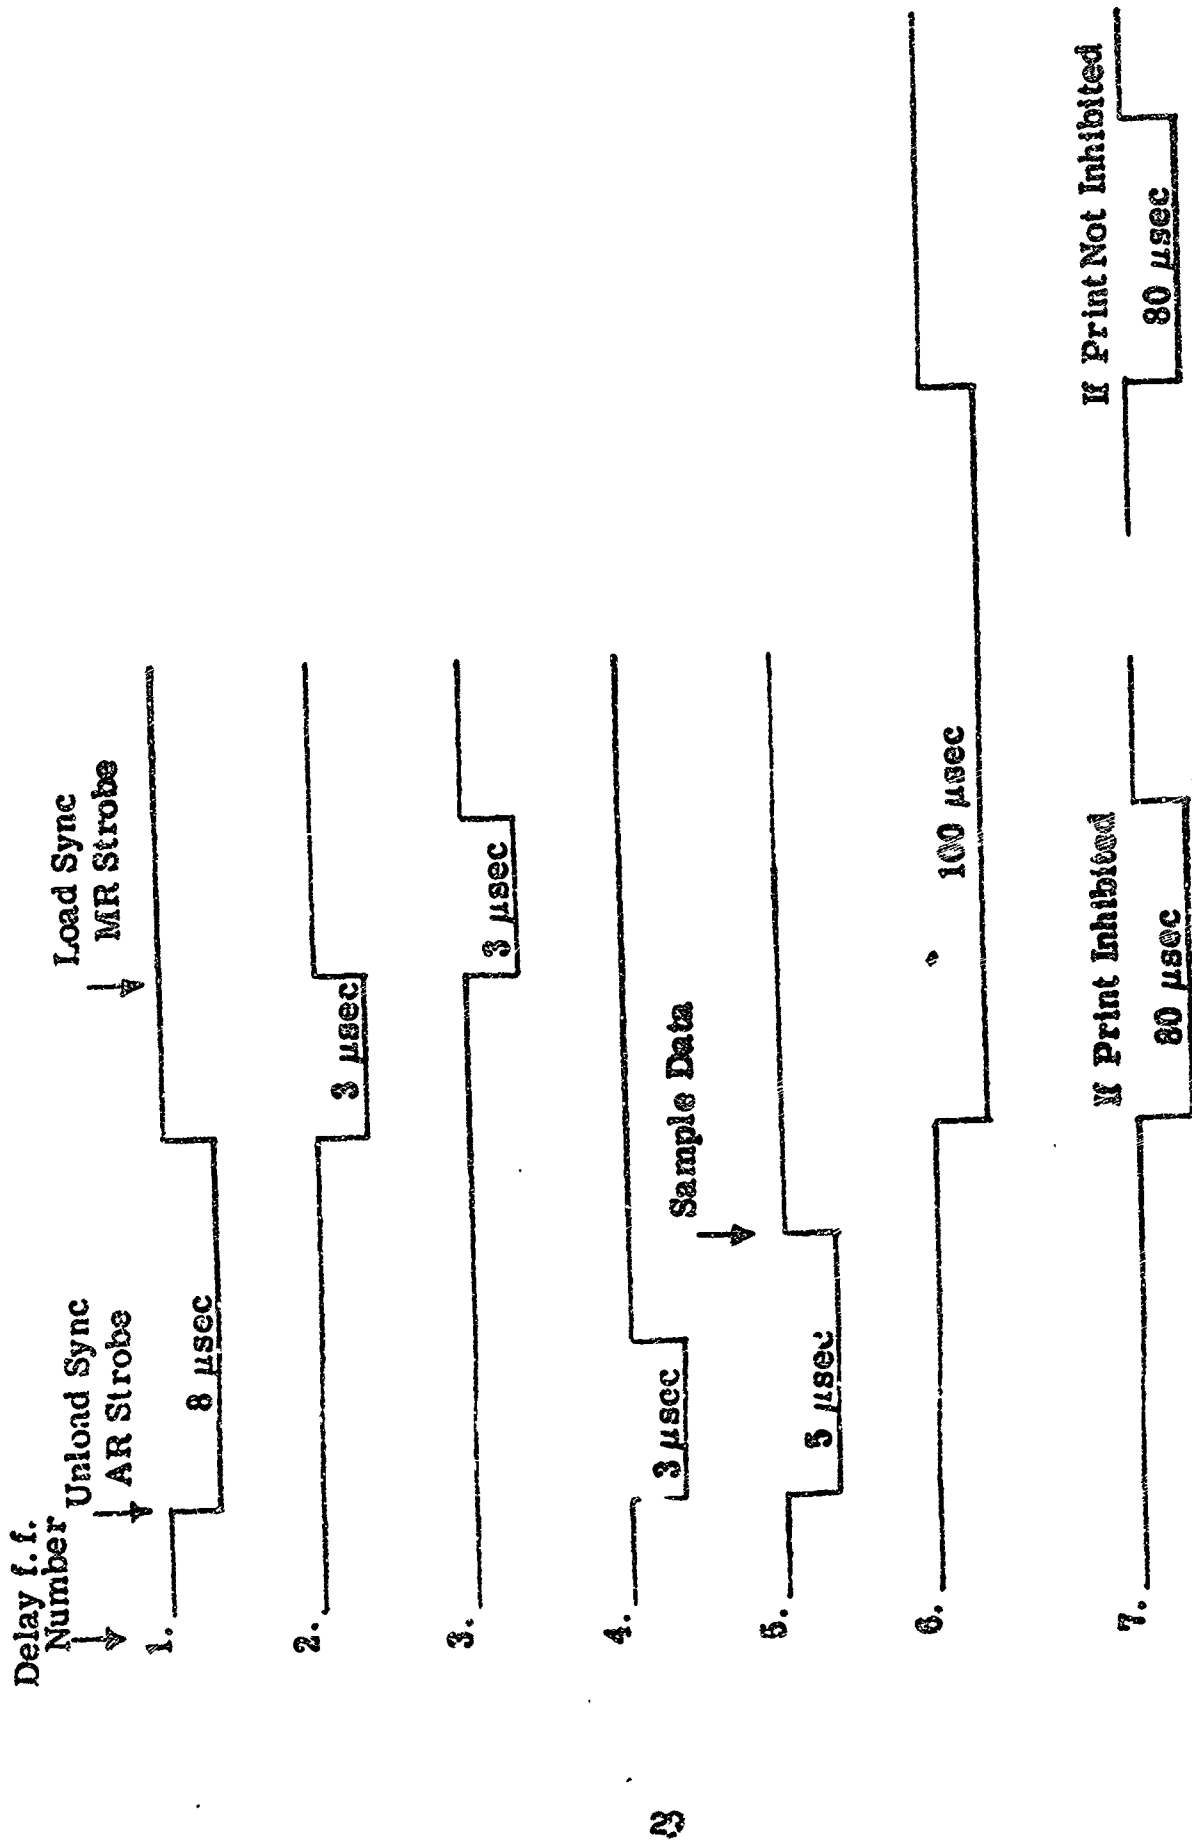 Delay f. f.
Number
Unload Sync
AR Strobe
Load Sync
MR Strobe
1.
8 μsec
2.
3 μsec
3.
3 μsec
4.
3 μsec
Sample Data
5.
5 μsec
6.
100 μsec
If Print Inhibited
If Print Not Inhibited
7.
80 μsec
80 μsec
23